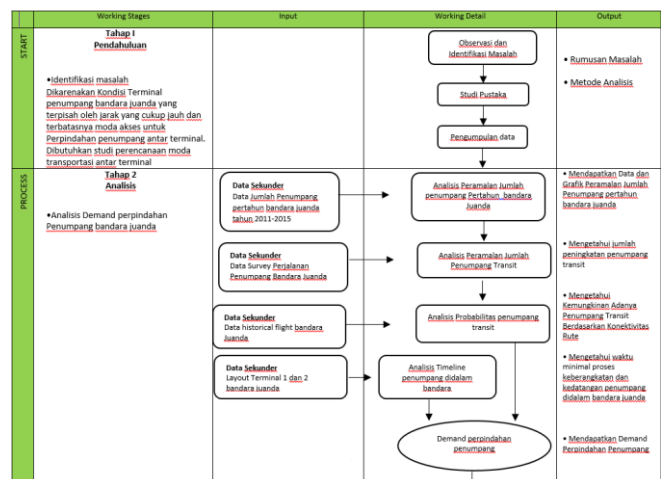 Working Stages
Input
Working Detail
Output
START
Tahap I
Pendahuluan
•Identifikasi masalah
Dikarenakan Kondisi Terminal
penumpang bandara juanda yang
terpisah oleh jarak yang cukup jauh dan
terbatasnya moda akses untuk
Perpindahan penumpang antar terminal.
Dibutuhkan studi perencanaan moda
transportasi antar terminal
Observasi dan
Identifikasi Masalah
Studi Pustaka
Pengumpulan data
• Rumusan Masalah
• Metode Analisis
PROCESS
Tahap 2
Analisis
•Analisis Demand perpindahan
Penumpang bandara juanda
Data Sekunder
Data Jumlah Penumpang
pertahun bandara juanda
tahun 2011-2015
Analisis Peramalan Jumlah
penumpang Pertahun bandara
Juanda
• Mendapatkan Data dan
Grafik Peramalan Jumlah
Penumpang pertahun
bandara juanda
Data Sekunder
Data Survey Perjalanan
Penumpang Bandara Juanda
Analisis Peramalan Jumlah
Penumpang Transit
• Mengetahui jumlah
peningkatan penumpang
transit
Data Sekunder
Data historical flight bandara
Juanda
Analisis Probabilitas penumpang
transit
• Mengetahui
Kemungkinan Adanya
Penumpang Transit
Berdasarkan Konektivitas
Rute
Data Sekunder
Layout Terminal 1 dan 2
bandara juanda
Analisis Timeline
penumpang didalam
bandara
• Mengetahui waktu
minimal proses
keberangkatan dan
kedatangan penumpang
didalam bandara juanda
Demand perpindahan
penumpang
• Mendapatkan Demand
Perpindahan Penumpang